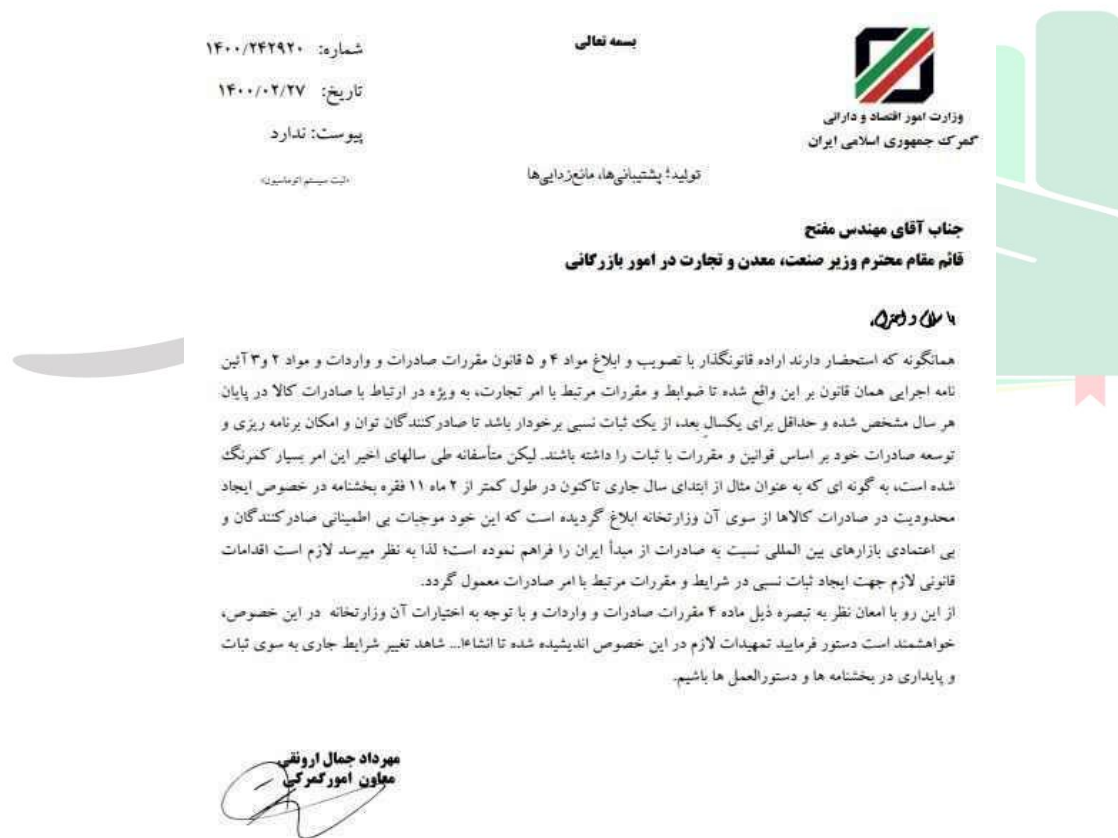 بسمه تعالی
شماره: ۱۴۰۰/۲۴۲۹۲۰
تاریخ: ۱۴۰۰/۰۲/۲۷
پیوست: ندارد
«ثبت سیستم اتوماسیون»
وزارت امور اقتصاد و دارائی
گمرک جمهوری اسلامی ایران
تولید؛ پشتیبانی‌ها، مانع‌زدایی‌ها
جناب آقای مهندس مفتح
قائم مقام محترم وزیر صنعت، معدن و تجارت در امور بازرگانی
با سلام و احترام،
همانگونه که استحضار دارند اراده قانونگذار با تصویب و ابلاغ مواد ۴ و ۵ قانون مقررات صادرات و واردات و مواد ۲ و۳ آئین
نامه اجرایی همان قانون بر این واقع شده تا ضوابط و مقررات مرتبط با امر تجارت، به ویژه در ارتباط با صادرات کالا در پایان
هر سال مشخص شده و حداقل برای یکسالِ بعد، از یک ثبات نسبی برخودار باشد تا صادرکنندگان توان و امکان برنامه ریزی و
توسعه صادرات خود بر اساس قوانین و مقررات با ثبات را داشته باشند. لیکن متأسفانه طی سالهای اخیر این امر بسیار کمرنگ
شده است، به گونه ای که به عنوان مثال از ابتدای سال جاری تاکنون در طول کمتر از ۲ ماه ۱۱ فقره بخشنامه در خصوص ایجاد
محدودیت در صادرات کالاها از سوی آن وزارتخانه ابلاغ گردیده است که این خود موجبات بی اطمینانی صادرکنندگان و
بی اعتمادی بازارهای بین المللی نسبت به صادرات از مبدأ ایران را فراهم نموده است؛ لذا به نظر میرسد لازم است اقدامات
قانونی لازم جهت ایجاد ثبات نسبی در شرایط و مقررات مرتبط با امر صادرات معمول گردد.
از این رو با امعان نظر به تبصره ذیل ماده ۴ مقررات صادرات و واردات و با توجه به اختیارات آن وزارتخانه در این خصوص،
خواهشمند است دستور فرمایید تمهیدات لازم در این خصوص اندیشیده شده تا انشاءا... شاهد تغییر شرایط جاری به سوی ثبات
و پایداری در بخشنامه ها و دستورالعمل ها باشیم.
مهرداد جمال ارونقی
معاون امورگمرکی